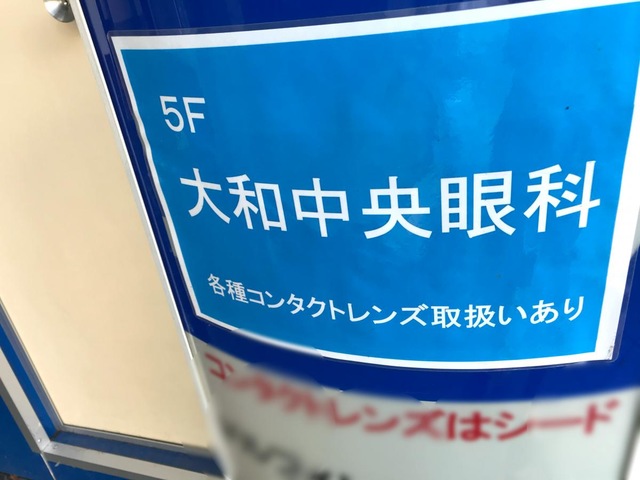 5F
大和中央眼科
各種コンタクトレンズ取扱いあり
コンタクトレンズはシード